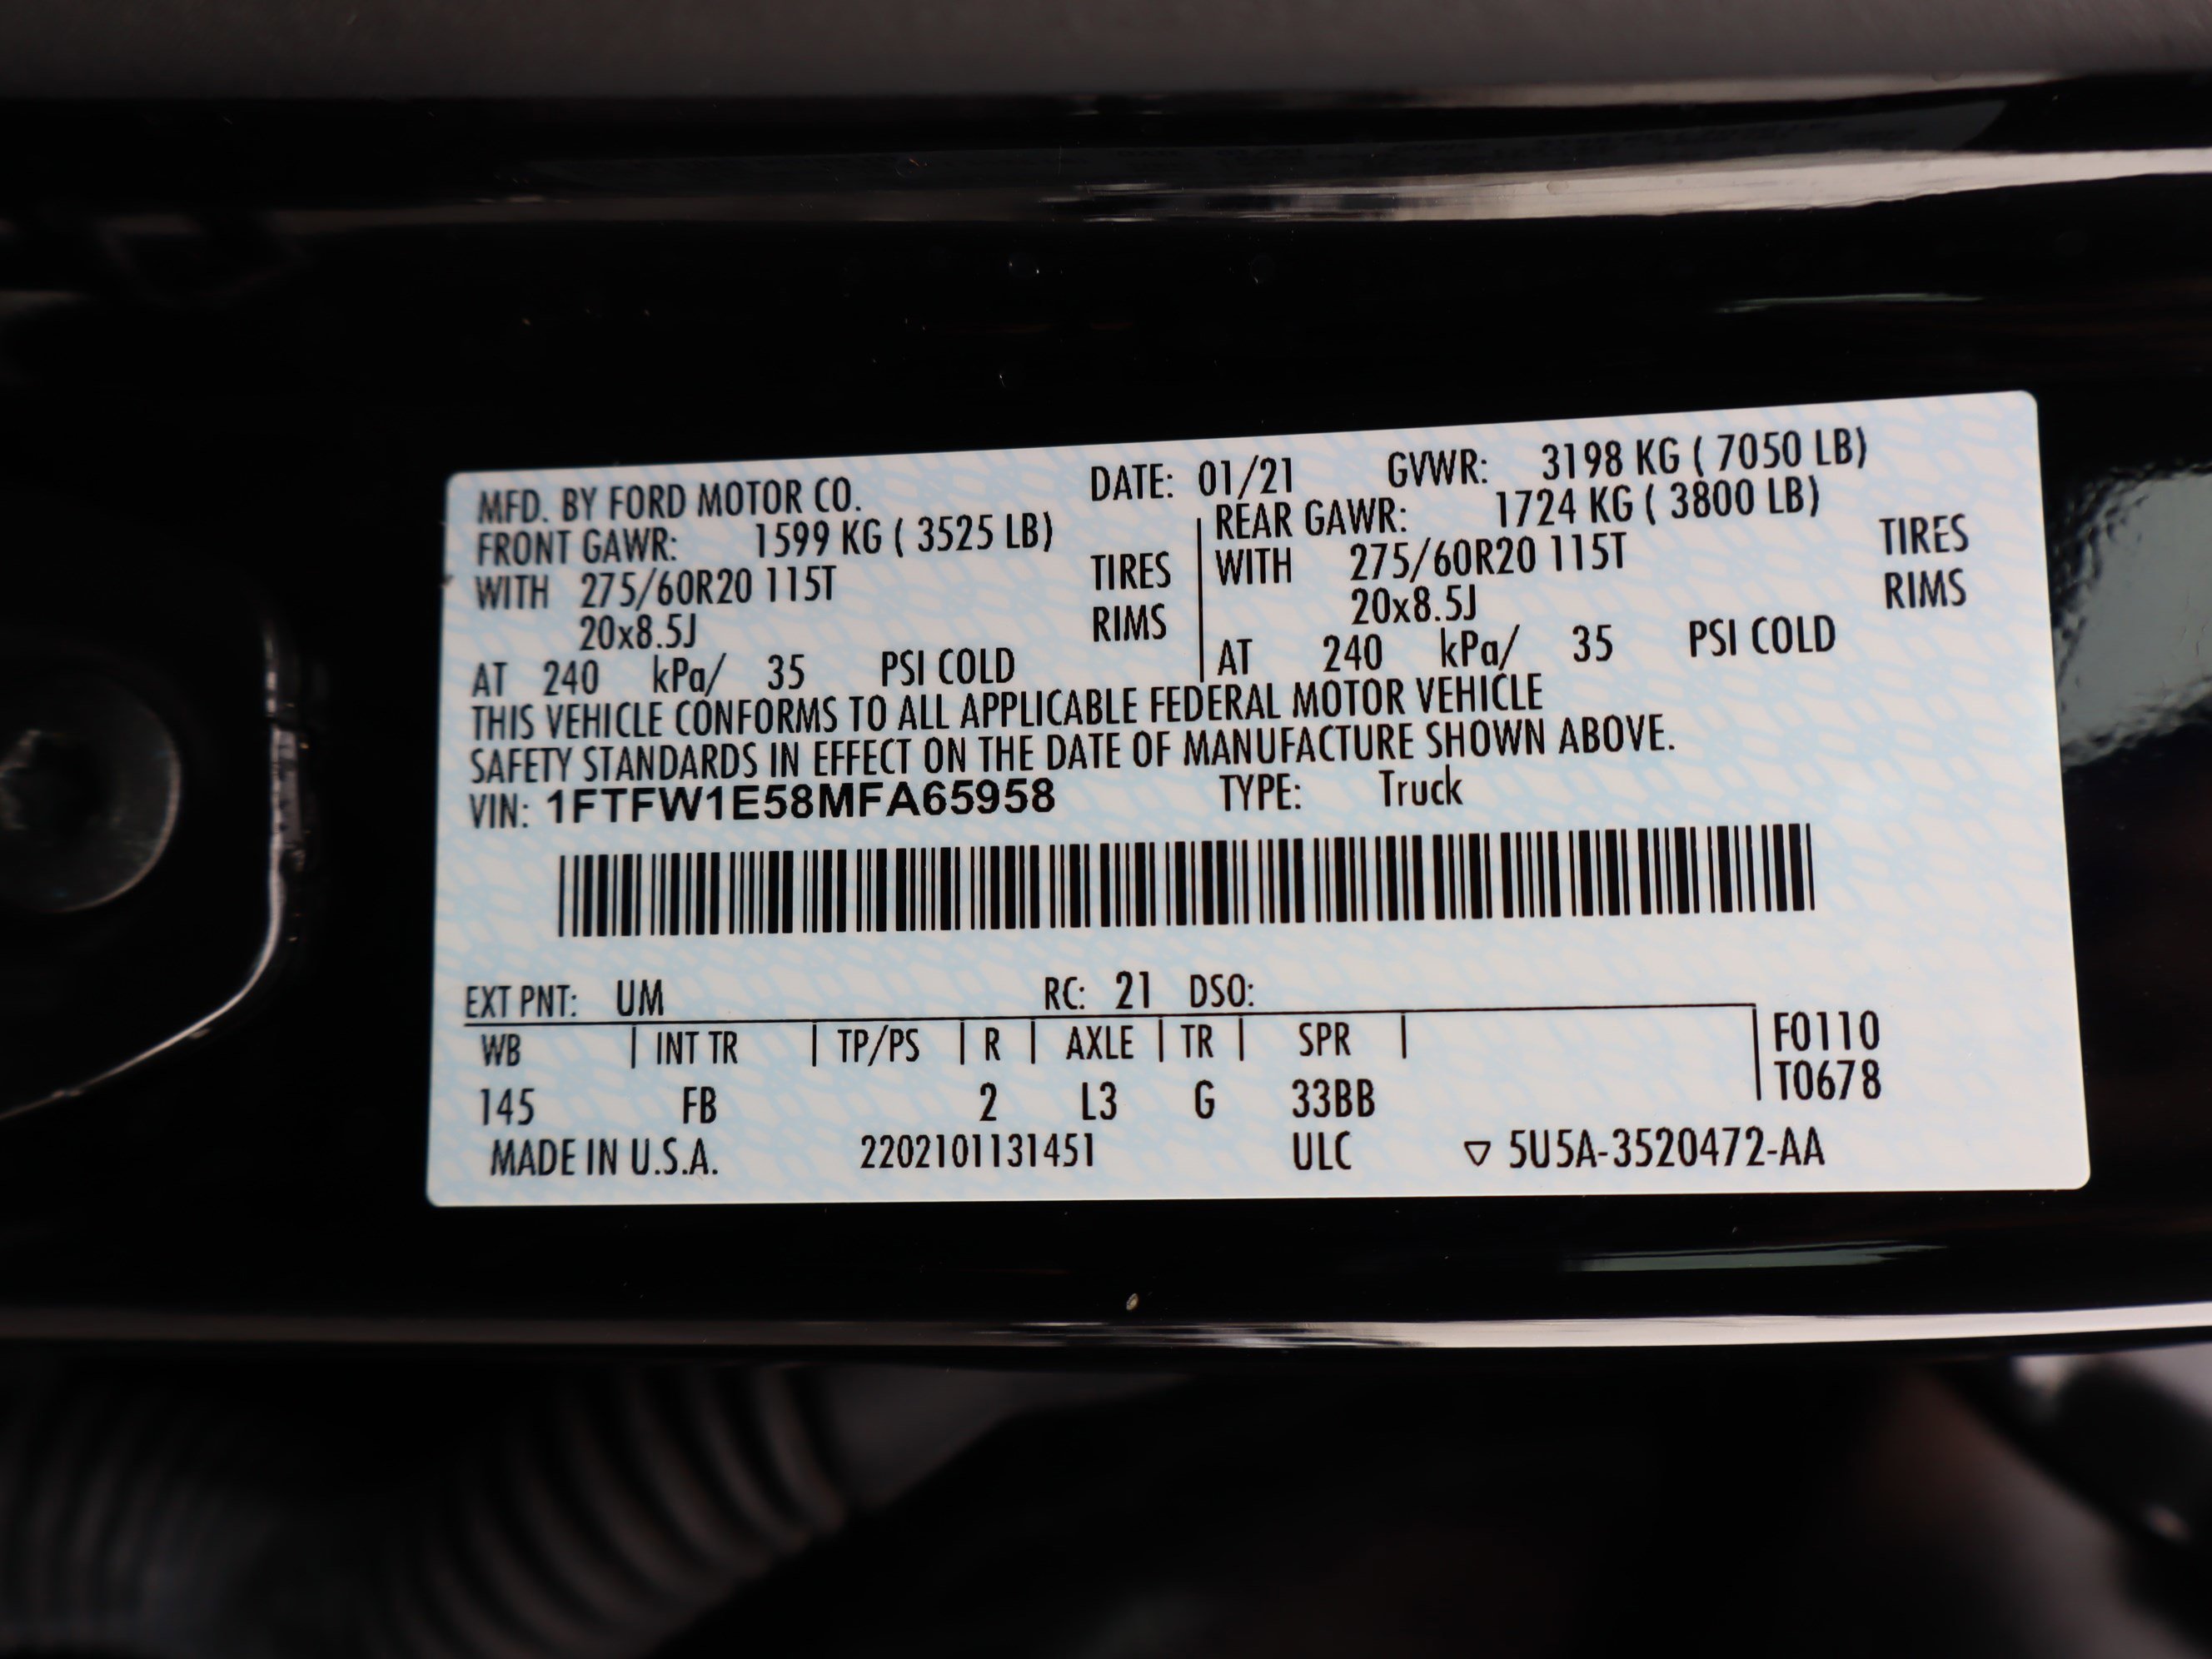 MFD. BY FORD MOTOR CO. DATE: 01/21 GVWR: 3198 KG ( 7050 LB)
FRONT GAWR: 1599 KG ( 3525 LB) REAR GAWR: 1724 KG ( 3800 LB)
WITH 275/60R20 115T TIRES WITH 275/60R20 115T TIRES
20x8.5J RIMS 20x8.5J RIMS
AT 240 kPa/ 35 PSI COLD AT 240 kPa/ 35 PSI COLD
THIS VEHICLE CONFORMS TO ALL APPLICABLE FEDERAL MOTOR VEHICLE
SAFETY STANDARDS IN EFFECT ON THE DATE OF MANUFACTURE SHOWN ABOVE.
VIN: 1FTFW1E58MFA65958 TYPE: Truck
EXT PNT: UM RC: 21 DSO:
WB INT TR TP/PS R AXLE TR SPR F0110
T0678
145 FB 2 L3 G 33BB
MADE IN U.S.A. 2202101131451 ULC ▽ 5U5A-3520472-AA